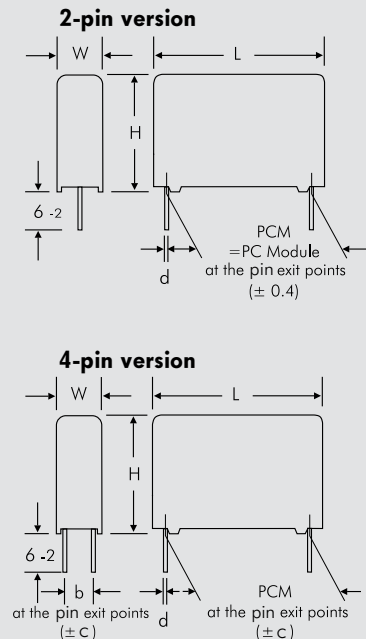 2-pin version
W
L
H
6 -2
d
PCM
=PC Module
at the pin exit points
(± 0.4)
4-pin version
W
L
H
6 -2
b
at the pin exit points
(±c)
d
PCM
at the pin exit points
(±c)